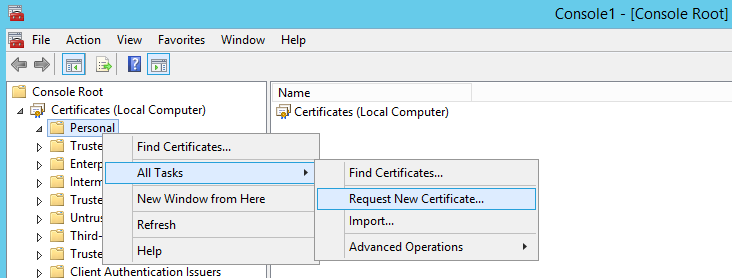 Console1 - [Console Root]
File Action View Favorites Window Help
Console Root
Certificates (Local Computer)
Personal
Truste
Enterp
Interm
Truste
Untrus
Third-
Truste
Client Authentication Issuers
Name
Certificates (Local Computer)
Find Certificates...
All Tasks
New Window from Here
Refresh
Help
Find Certificates...
Request New Certificate...
Import...
Advanced Operations